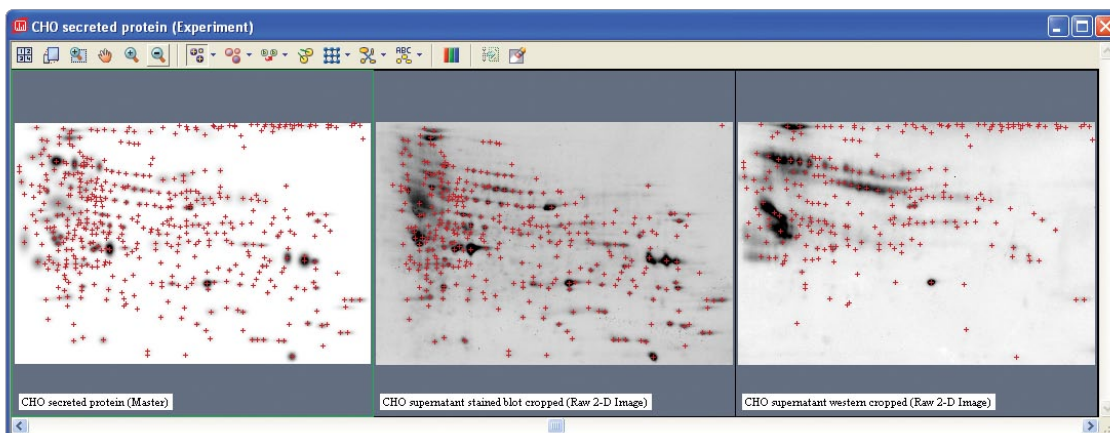 CHO secreted protein (Experiment)
ABC
CHO secreted protein (Master)
CHO supernatant stained blot cropped (Raw 2-D Image)
CHO supernatant western cropped (Raw 2-D Image)